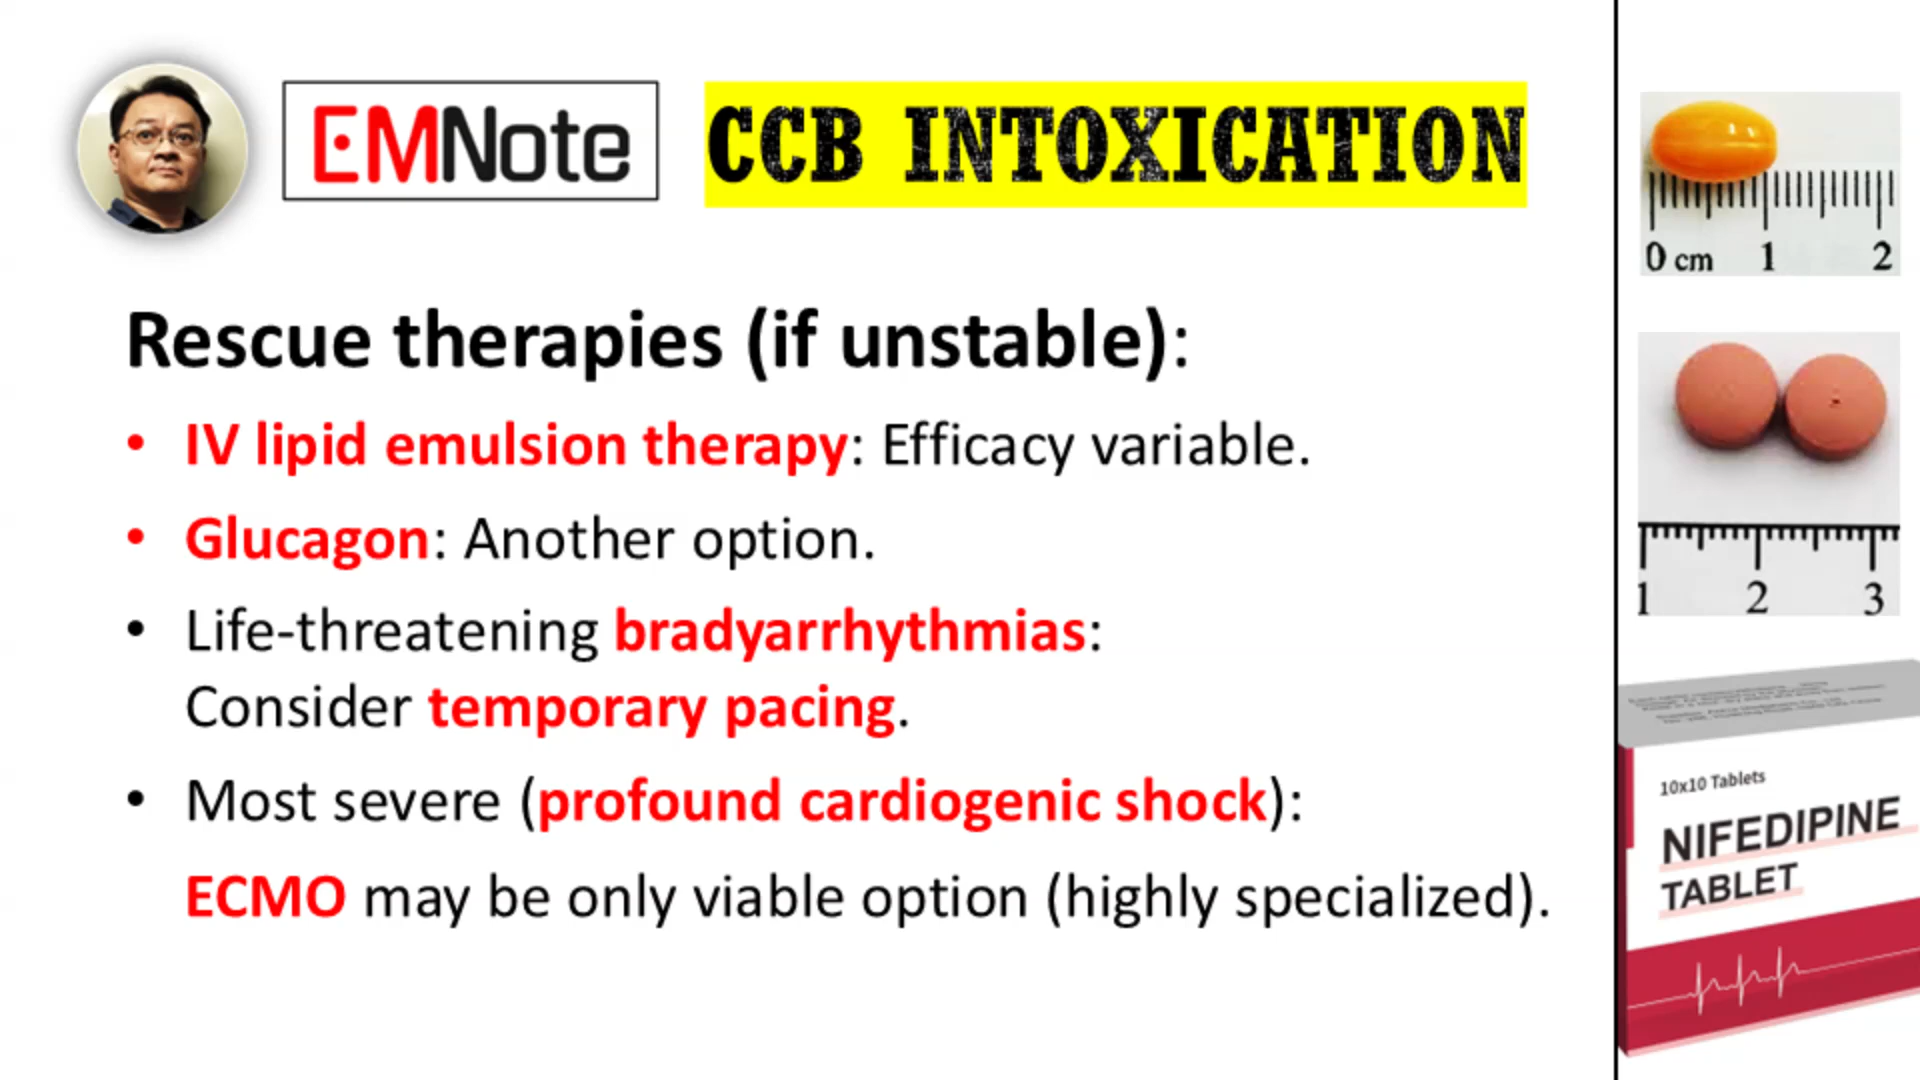 EMNote
CCB INTOXICATION
Rescue therapies (if unstable):
• IV lipid emulsion therapy: Efficacy variable.
• Glucagon: Another option.
• Life-threatening bradyarrhythmias:
Consider temporary pacing.
• Most severe (profound cardiogenic shock):
ECMO may be only viable option (highly specialized).
0 cm 1 2
1 2 3
10x10 Tablets
NIFEDIPINE
TABLET